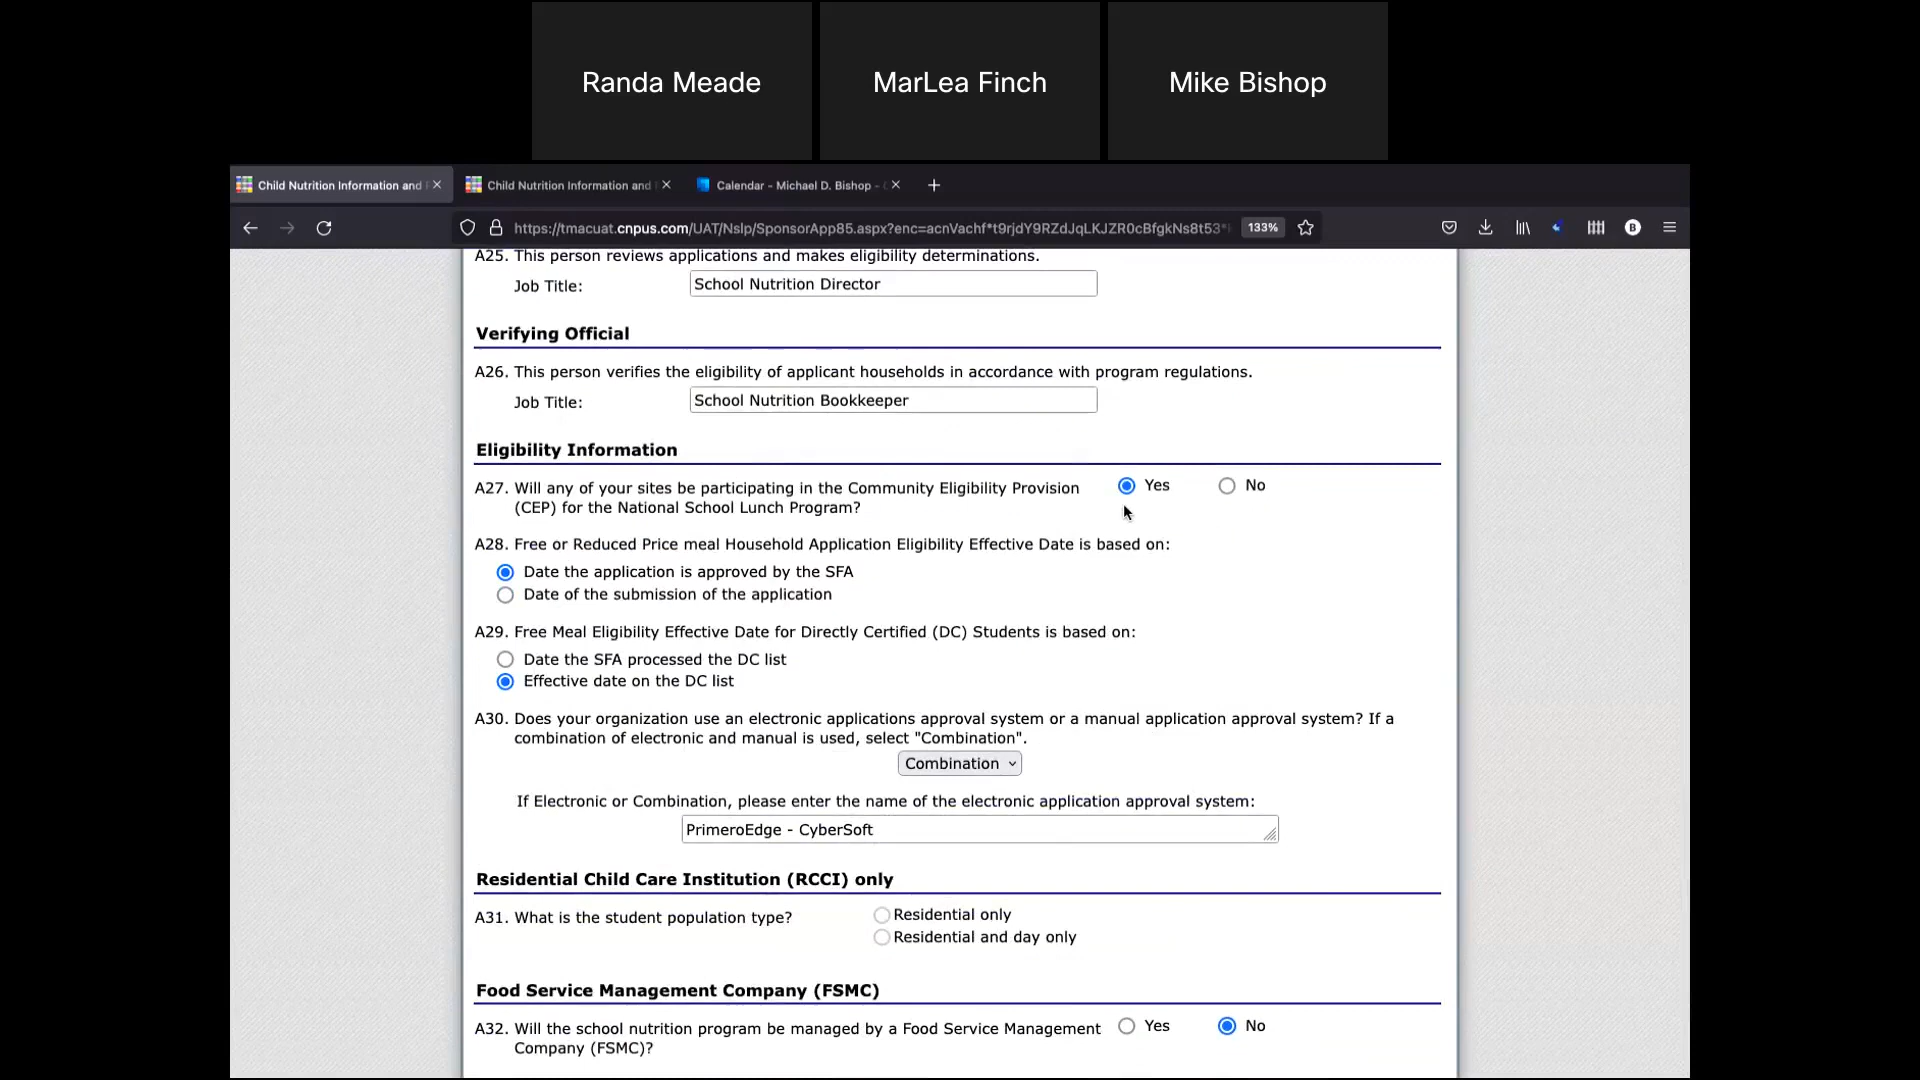 Randa Meade
MarLea Finch
Mike Bishop
Child Nutrition Information and
Child Nutrition Information and
Calendar - Michael D. Bishop -
https://tmacuat.cnpus.com/UAT/Nslp/SponsorApp85.aspx?enc=acnVachf*t9rjdY9RZdJqLKJZR0cBfgkNs8t53*
133%
B
A25. This person reviews applications and makes eligibility determinations.
Job Title: School Nutrition Director
Verifying Official
A26. This person verifies the eligibility of applicant households in accordance with program regulations.
Job Title: School Nutrition Bookkeeper
Eligibility Information
A27. Will any of your sites be participating in the Community Eligibility Provision Yes No
(CEP) for the National School Lunch Program?
A28. Free or Reduced Price meal Household Application Eligibility Effective Date is based on:
Date the application is approved by the SFA
Date of the submission of the application
A29. Free Meal Eligibility Effective Date for Directly Certified (DC) Students is based on:
Date the SFA processed the DC list
Effective date on the DC list
A30. Does your organization use an electronic applications approval system or a manual application approval system? If a
combination of electronic and manual is used, select "Combination".
Combination
If Electronic or Combination, please enter the name of the electronic application approval system:
PrimeroEdge - CyberSoft
Residential Child Care Institution (RCCI) only
A31. What is the student population type? Residential only
Residential and day only
Food Service Management Company (FSMC)
A32. Will the school nutrition program be managed by a Food Service Management Yes No
Company (FSMC)?